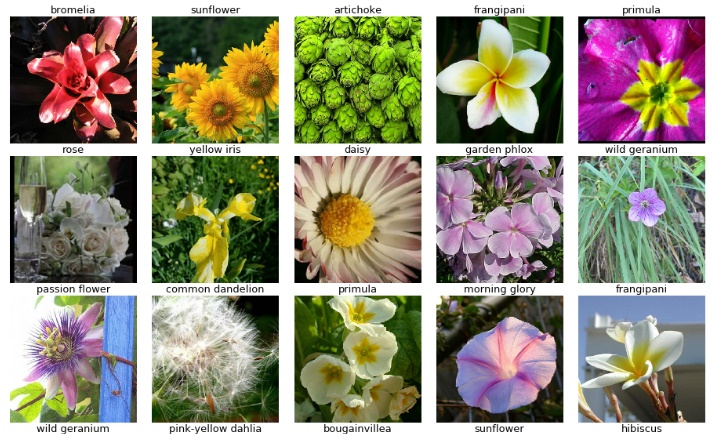 bromelia sunflower artichoke frangipani primula
rose yellow iris daisy garden phlox wild geranium
passion flower common dandelion primula morning glory frangipani
wild geranium pink-yellow dahlia bougainvillea sunflower hibiscus